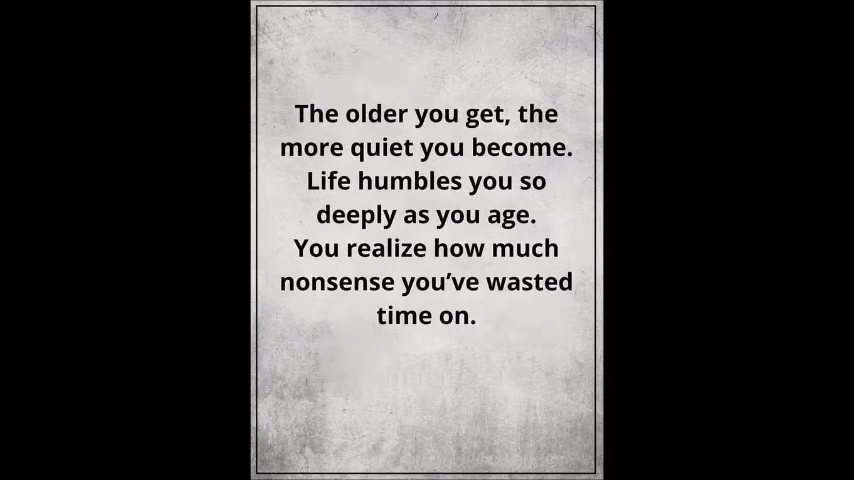 The older you get, the
more quiet you become.
Life humbles you so
deeply as you age.
You realize how much
nonsense you’ve wasted
time on.